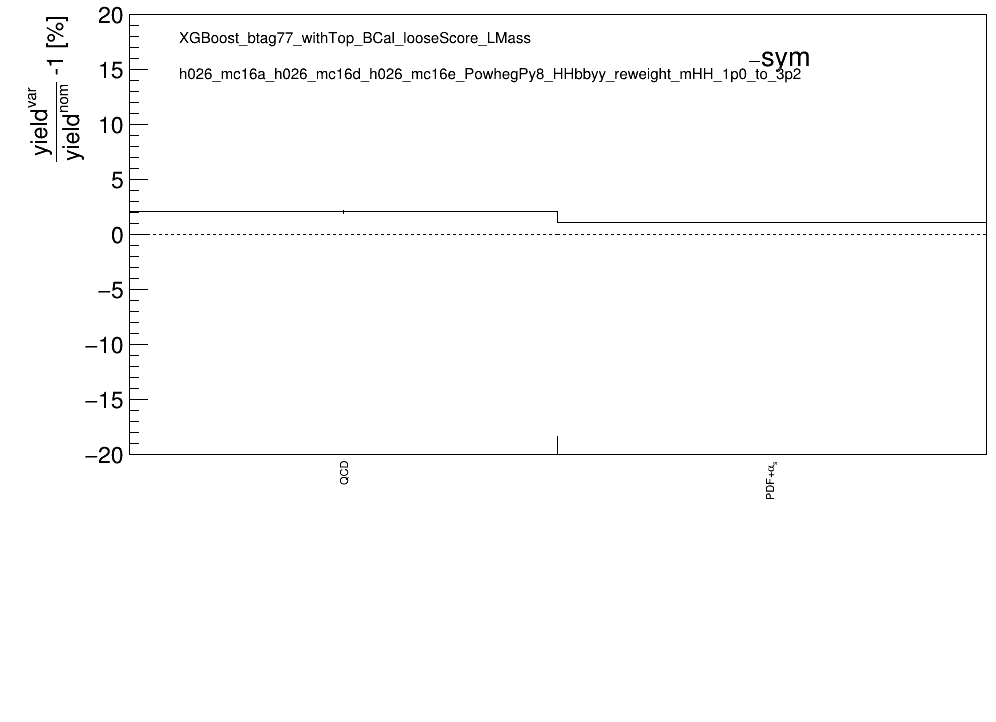 yield^var
yield^nom
-1 [%]
XGBoost_btag77_withTop_BCal_looseScore_LMass
sym
h026_mc16a_h026_mc16d_h026_mc16e_PowhegPy8_HHbbyy_reweight_mHH_1p0_to_3p2
20
15
10
5
0
−5
−10
−15
−20
QCD
PDF+αs